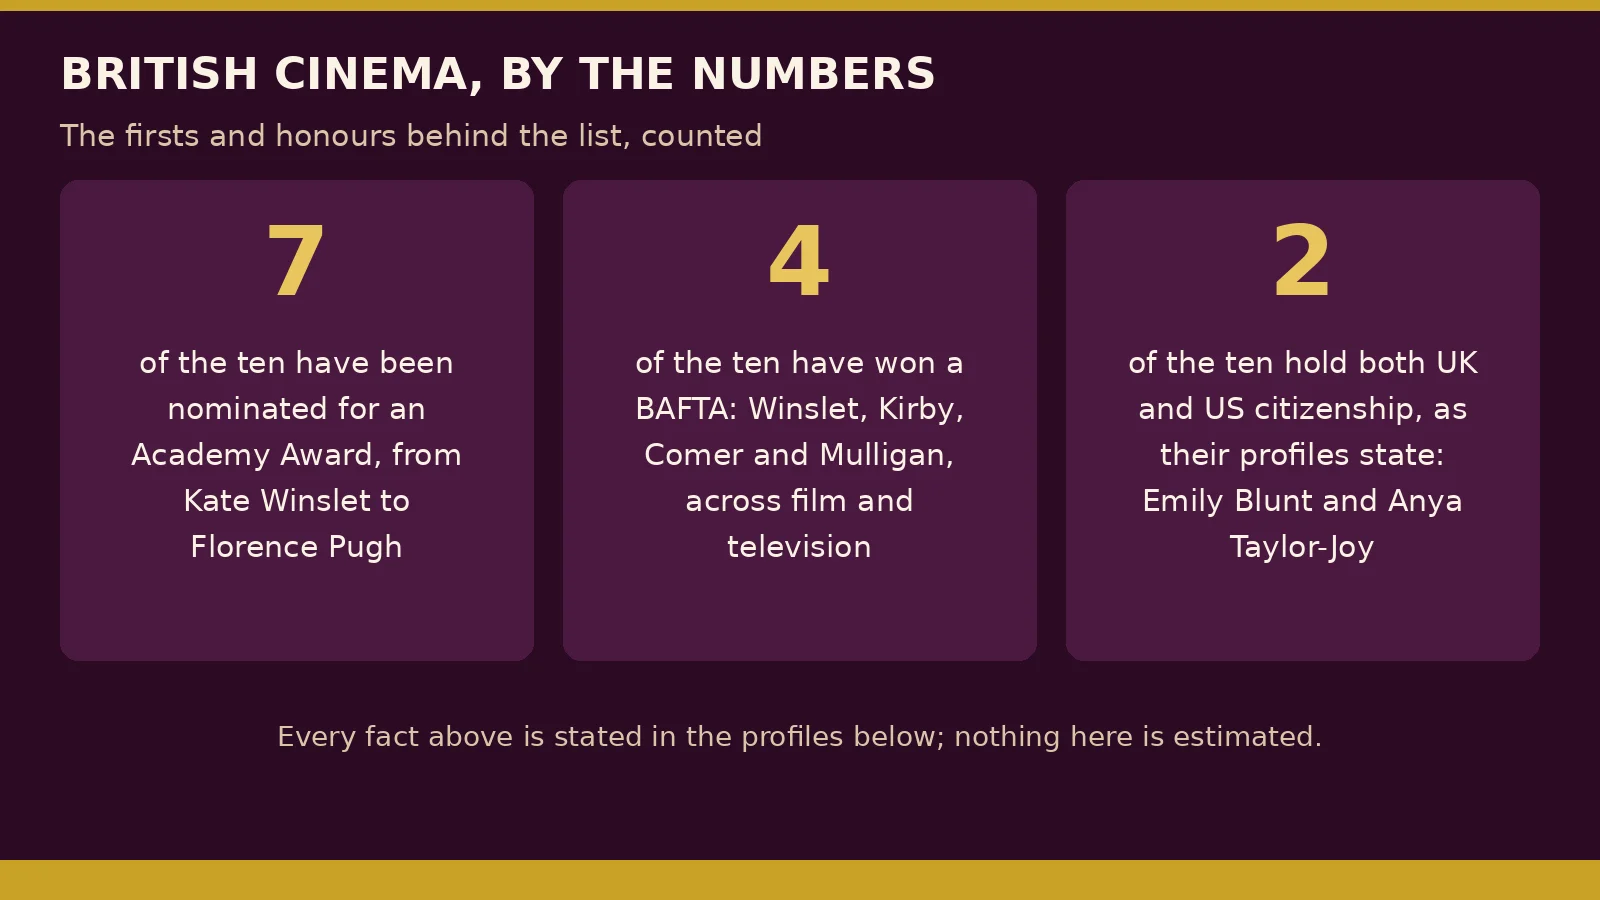 BRITISH CINEMA, BY THE NUMBERS
The firsts and honours behind the list, counted
7
of the ten have been
nominated for an
Academy Award, from
Kate Winslet to
Florence Pugh
4
of the ten have won a
BAFTA: Winslet, Kirby,
Comer and Mulligan,
across film and
television
2
of the ten hold both UK
and US citizenship, as
their profiles state:
Emily Blunt and Anya
Taylor-Joy
Every fact above is stated in the profiles below; nothing here is estimated.